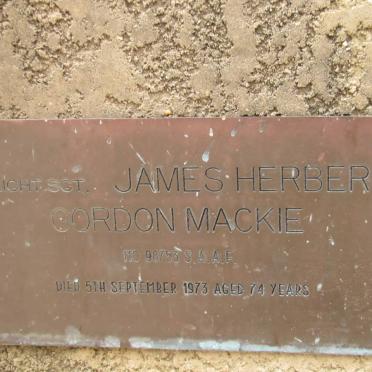 LIGHT SGT. JAMES HERBER
GORDON MACKIE
DIED 5TH SEPTEMBER 1973 AGED 74 YEARS